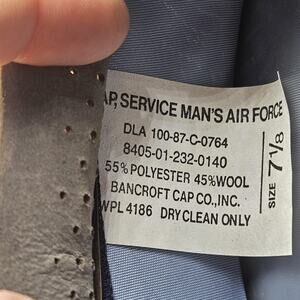 AP, SERVICE MAN'S AIR FORCE
DLA 100-87-C-0764
8405-01-232-0140
55% POLYESTER 45% WOOL
BANCROFT CAP CO., INC.
WPL 4186 DRY CLEAN ONLY
SIZE 7 1/8